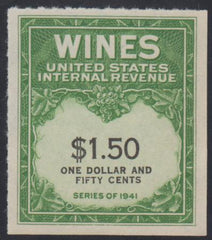 WINES
UNITED STATES
INTERNAL REVENUE
$1.50
ONE DOLLAR AND
FIFTY CENTS
SERIES OF 1941